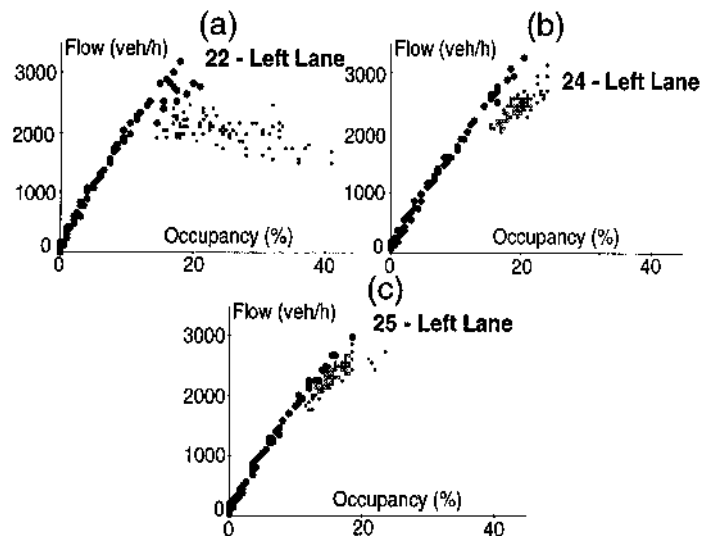 (a)
Flow (veh/h)
22 - Left Lane
3000
2000
1000
0
Occupancy (%)
0 20 40
(b)
Flow (veh/h)
24 - Left Lane
3000
2000
1000
0
Occupancy (%)
0 20 40
(c)
Flow (veh/h)
25 - Left Lane
3000
2000
1000
0
Occupancy (%)
0 20 40